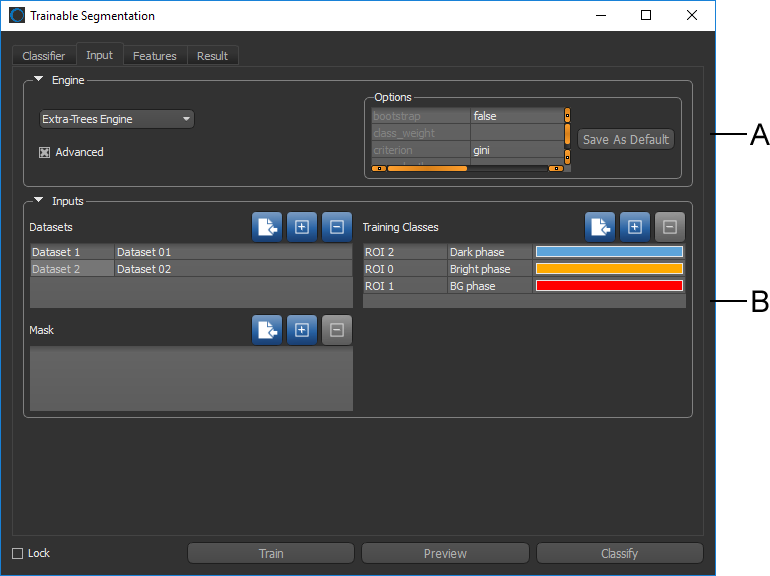 Trainable Segmentation
Classifier Input Features Result
Engine
Extra-Trees Engine
Advanced
Options
bootstrap false
class_weight
criterion gini
Save As Default
A
Inputs
Datasets
Dataset 1 Dataset 01
Dataset 2 Dataset 02
Training Classes
ROI 2 Dark phase
ROI 0 Bright phase
ROI 1 BG phase
B
Mask
Lock Train Preview Classify